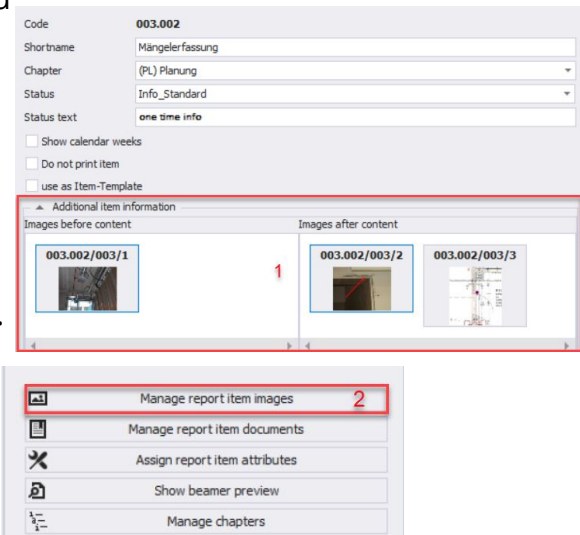 Code 003.002
Shortname Mängelerfassung
Chapter (PL) Planung
Status Info_Standard
Status text one time info
Show calendar weeks
Do not print item
use as Item-Template
Additional item information
Images before content Images after content
003.002/003/1 003.002/003/2 003.002/003/3
1
Manage report item images 2
Manage report item documents
Assign report item attributes
Show beamer preview
Manage chapters